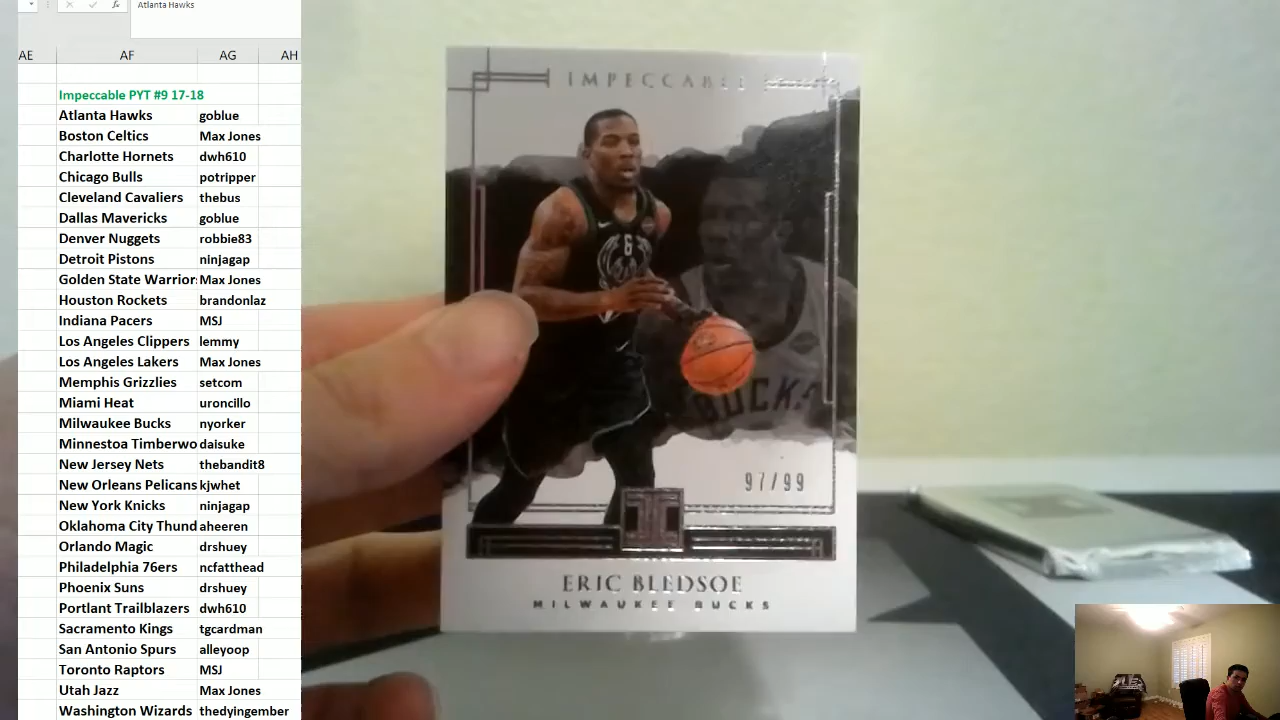 Atlanta Hawks
AE AF AG AH
Impeccable PYT #9 17-18
Atlanta Hawks goblue
Boston Celtics Max Jones
Charlotte Hornets dwh610
Chicago Bulls potripper
Cleveland Cavaliers thebus
Dallas Mavericks goblue
Denver Nuggets robbie83
Detroit Pistons ninjagap
Golden State Warrior Max Jones
Houston Rockets brandonlaz
Indiana Pacers MSJ
Los Angeles Clippers lemmy
Los Angeles Lakers Max Jones
Memphis Grizzlies setcom
Miami Heat uroncillo
Milwaukee Bucks nyorker
Minnestoa Timberwo daisuke
New Jersey Nets thebandit8
New Orleans Pelicans kjwhet
New York Knicks ninjagap
Oklahoma City Thund aheeren
Orlando Magic drshuey
Philadelphia 76ers ncfatthead
Phoenix Suns drshuey
Portlant Trailblazers dwh610
Sacramento Kings tgcardman
San Antonio Spurs alleyoop
Toronto Raptors MSJ
Utah Jazz Max Jones
Washington Wizards thedyingember
IMPECCABLE
6
BUCKS
97/99
ERIC BLEDSOE
MILWAUKEE BUCKS